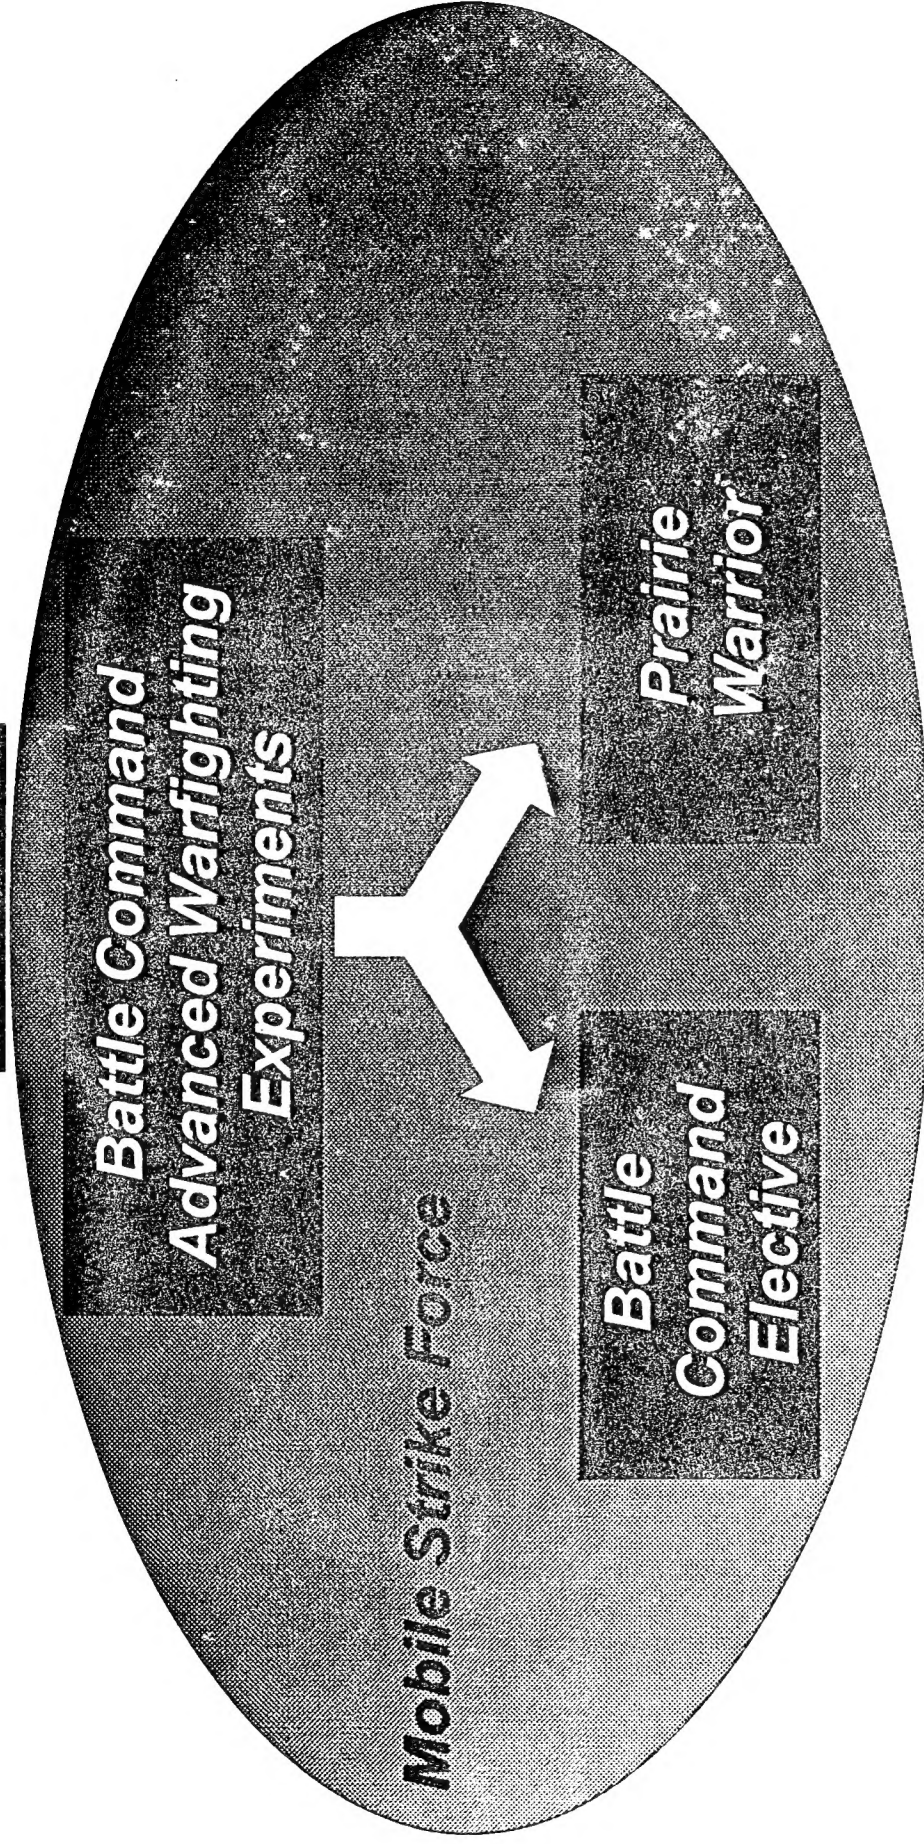 Battle Command
Advanced Warfighting
Experiments
Mobile Strike Force
Battle
Command
Elective
Prairie
Warrior